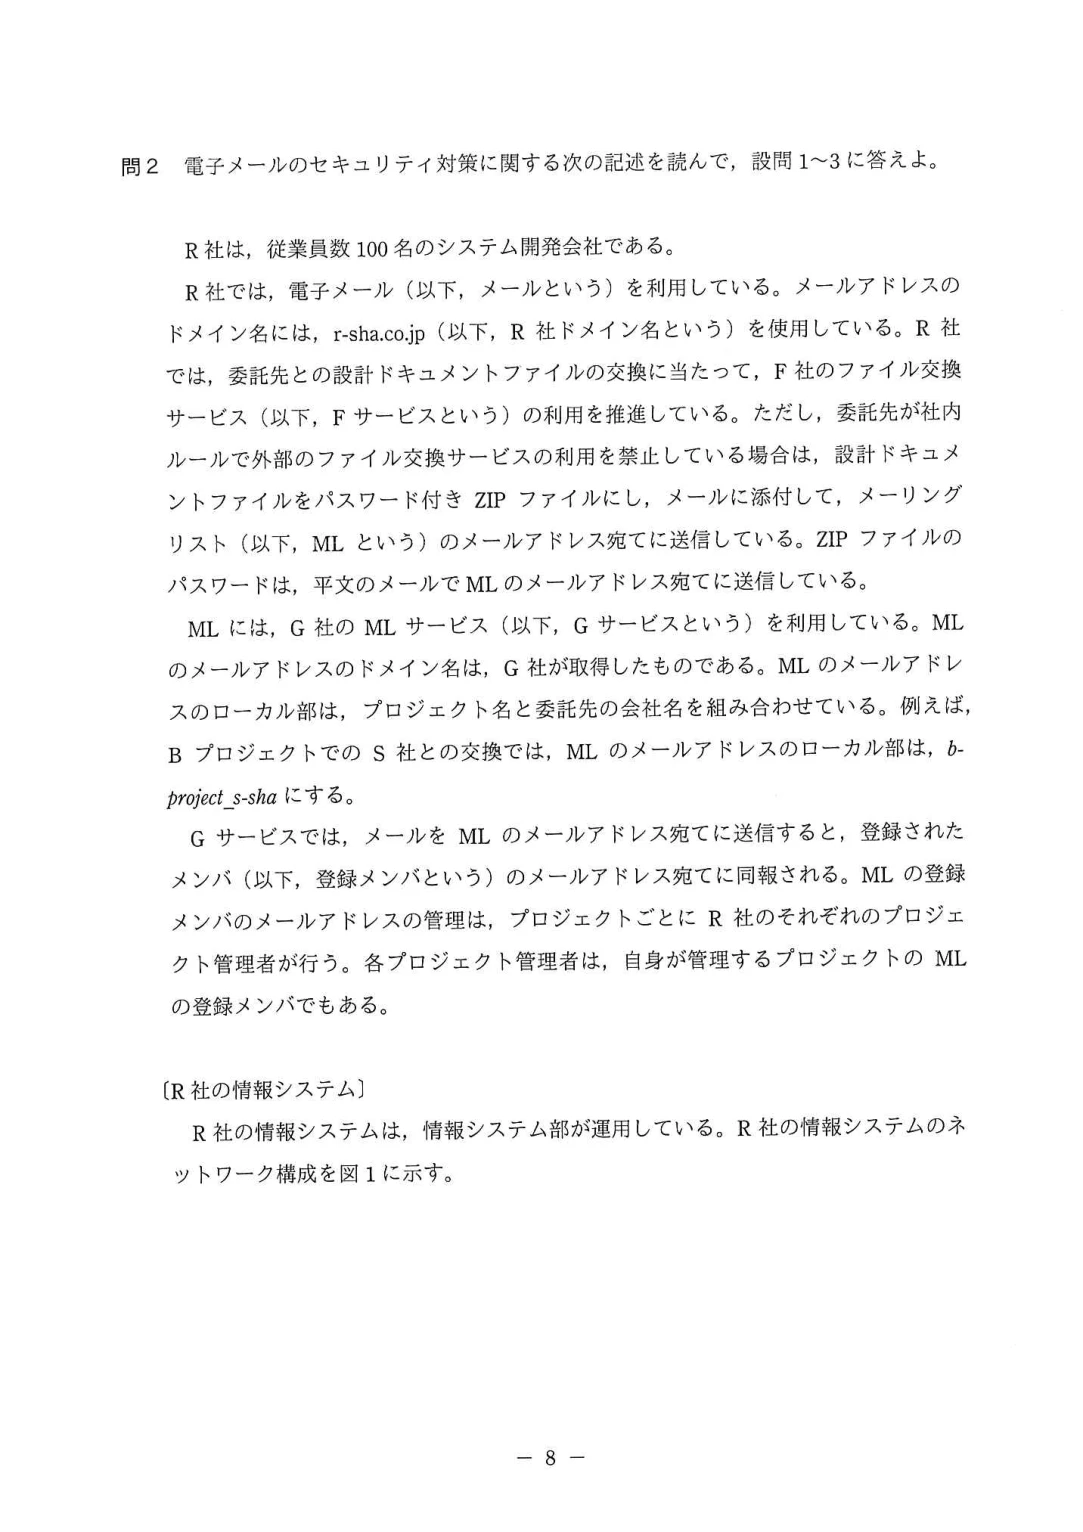 問2 電子メールのセキュリティ対策に関する次の記述を読んで，設問1～3に答えよ。
R社は，従業員数100名のシステム開発会社である。
R社では，電子メール（以下，メールという）を利用している。メールアドレスの
ドメイン名には，r-sha.co.jp（以下，R社ドメイン名という）を使用している。R社
では，委託先との設計ドキュメントファイルの交換に当たって，F社のファイル交換
サービス（以下，Fサービスという）の利用を推進している。ただし，委託先が社内
ルールで外部のファイル交換サービスの利用を禁止している場合は，設計ドキュメ
ントファイルをパスワード付きZIPファイルにし，メールに添付して，メーリング
リスト（以下，MLという）のメールアドレス宛てに送信している。ZIPファイルの
パスワードは，平文のメールでMLのメールアドレス宛てに送信している。
MLには，G社のMLサービス（以下，Gサービスという）を利用している。ML
のメールアドレスのドメイン名は，G社が取得したものである。MLのメールアドレ
スのローカル部は，プロジェクト名と委託先の会社名を組み合わせている。例えば，
BプロジェクトでのS社との交換では，MLのメールアドレスのローカル部は，b-
project_s-shaにする。
Gサービスでは，メールをMLのメールアドレス宛てに送信すると，登録された
メンバ（以下，登録メンバという）のメールアドレス宛てに同報される。MLの登録
メンバのメールアドレスの管理は，プロジェクトごとにR社のそれぞれのプロジェ
クト管理者が行う。各プロジェクト管理者は，自身が管理するプロジェクトのML
の登録メンバでもある。
〔R社の情報システム〕
R社の情報システムは，情報システム部が運用している。R社の情報システムのネ
ットワーク構成を図1に示す。
－ 8 －